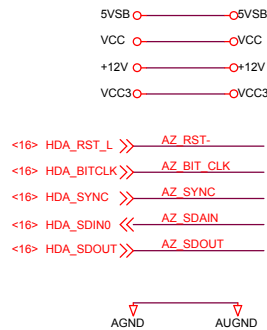 5VSB 5VSB
VCC VCC
+12V +12V
VCC3 VCC3
<16> HDA_RST_L AZ_RST-
<16> HDA_BITCLK AZ_BIT_CLK
<16> HDA_SYNC AZ_SYNC
<16> HDA_SDIN0 AZ_SDAIN
<16> HDA_SDOUT AZ_SDOUT
AGND AUGND